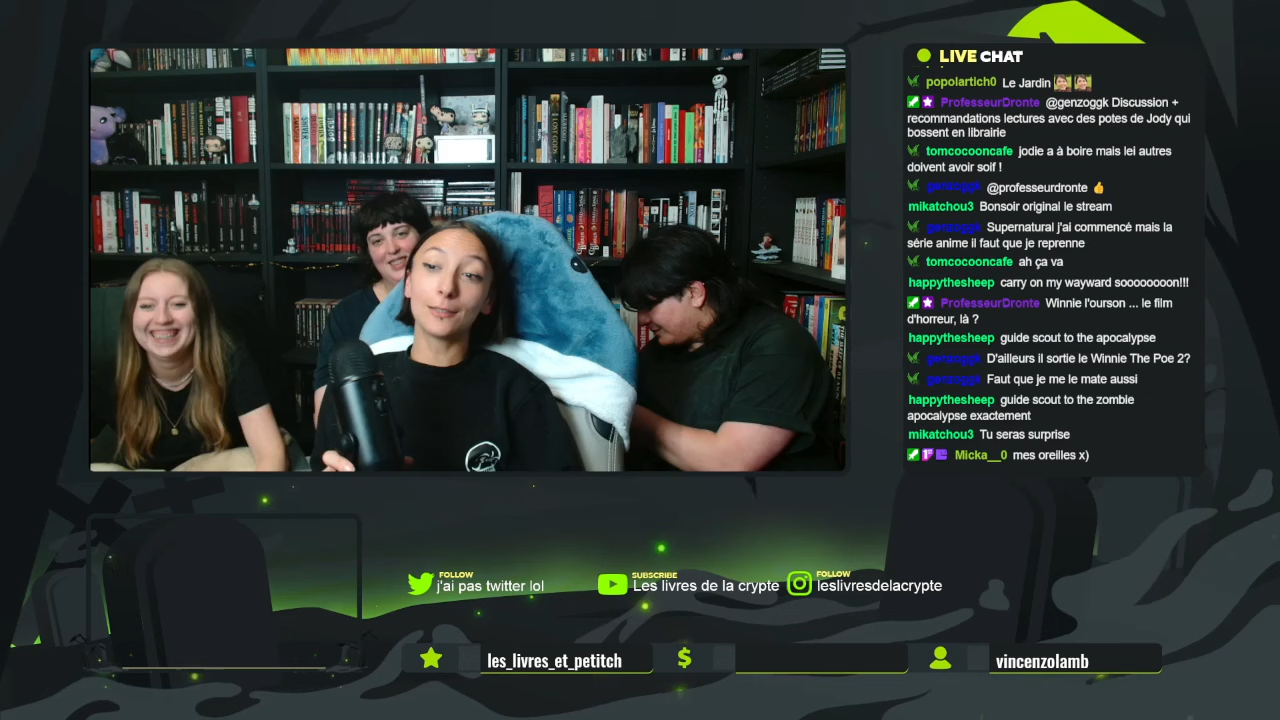 LIVE CHAT
popolartich0 Le Jardin
ProfesseurDronte @genzoggk Discussion +
recommandations lectures avec des potes de Jody qui
bossent en librairie
tomcocooncafe jodie a à boire mais lei autres
doivent avoir soif !
genzoggk @professeurdronte 👍
mikatchou3 Bonsoir original le stream
genzoggk Supernatural j'ai commencé mais la
série anime il faut que je reprenne
tomcocooncafe ah ça va
happythesheep carry on my wayward soooooooon!!!
ProfesseurDronte Winnie l'ourson ... le film
d'horreur, là ?
happythesheep guide scout to the apocalypse
genzoggk D'ailleurs il sortie le Winnie The Poe 2?
genzoggk Faut que je me le mate aussi
happythesheep guide scout to the zombie
apocalypse exactement
mikatchou3 Tu seras surprise
Micka__0 mes oreilles x)
FOLLOW
j'ai pas twitter lol
SUBSCRIBE
Les livres de la crypte
FOLLOW
leslivresdelacrypte
les_livres_et_petitch
$
vincenzolamb